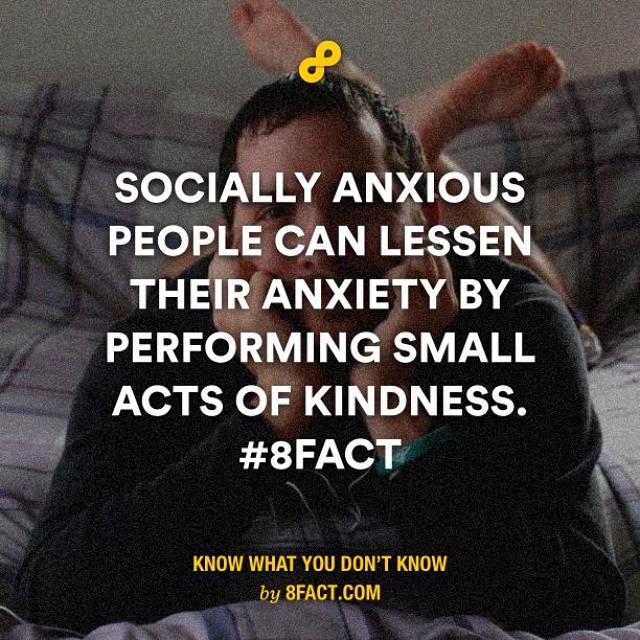 SOCIALLY ANXIOUS
PEOPLE CAN LESSEN
THEIR ANXIETY BY
PERFORMING SMALL
ACTS OF KINDNESS.
#8FACT
KNOW WHAT YOU DON'T KNOW
by 8FACT.COM